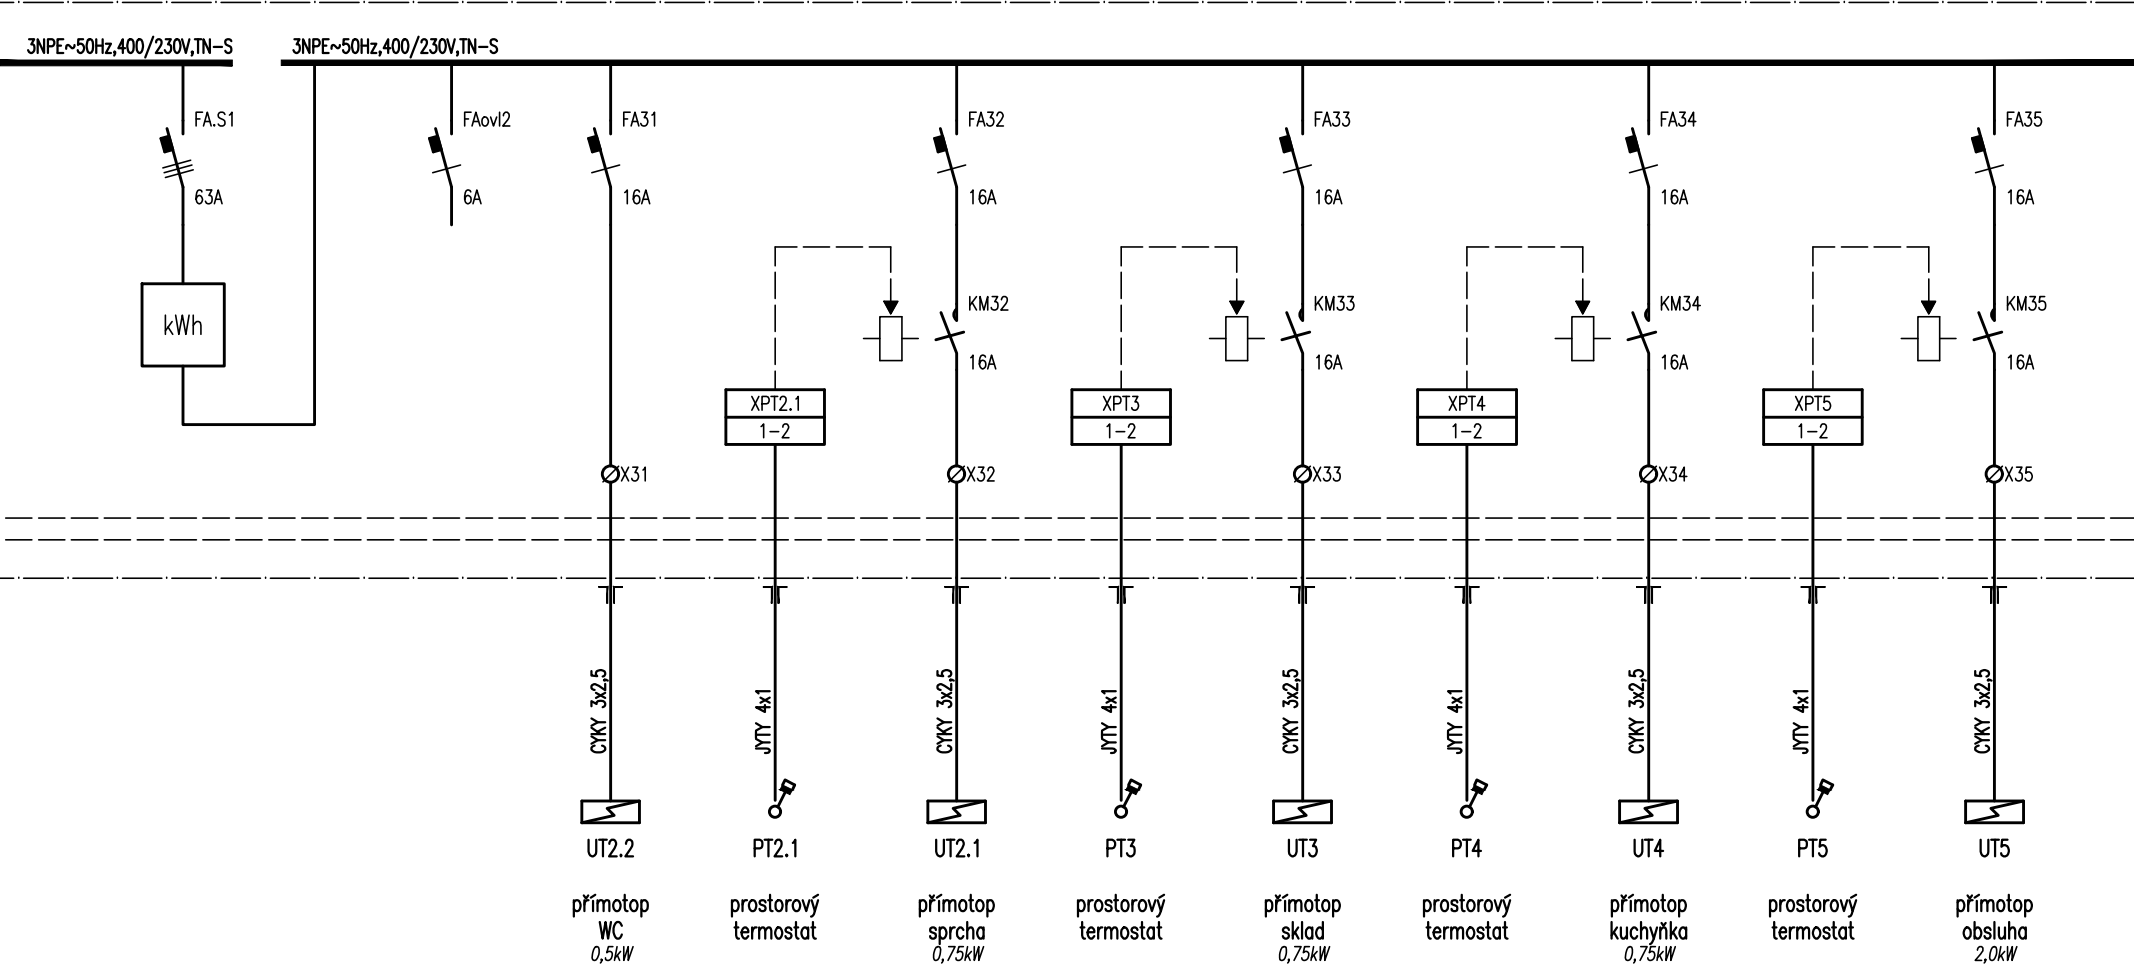 3NPE~50Hz,400/230V,TN-S
3NPE~50Hz,400/230V,TN-S
FA.S1
FAovl2
FA31
FA32
FA33
FA34
FA35
63A
6A
16A
16A
16A
16A
16A
kWh
KM32
KM33
KM34
KM35
16A
16A
16A
16A
XPT2.1
XPT3
XPT4
XPT5
1-2
1-2
1-2
1-2
X31
X32
X33
X34
X35
CYKY 3x2,5
JYTY 4x1
CYKY 3x2,5
JYTY 4x1
CYKY 3x2,5
JYTY 4x1
CYKY 3x2,5
JYTY 4x1
CYKY 3x2,5
UT2.2
přímotop
WC
0,5kW
PT2.1
prostorový
termostat
UT2.1
přímotop
sprcha
0,75kW
PT3
prostorový
termostat
UT3
přímotop
sklad
0,75kW
PT4
prostorový
termostat
UT4
přímotop
kuchyňka
0,75kW
PT5
prostorový
termostat
UT5
přímotop
obsluha
2,0kW